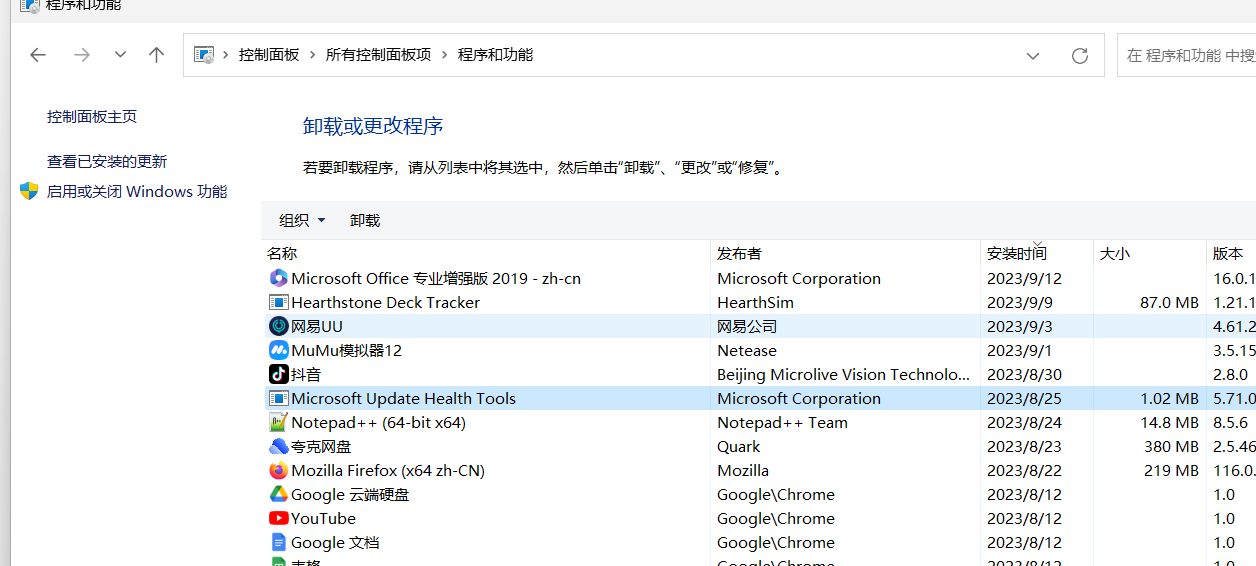 程序和功能
控制面板 › 所有控制面板项 › 程序和功能
在 程序和功能 中搜
控制面板主页
查看已安装的更新
启用或关闭 Windows 功能
卸载或更改程序
若要卸载程序，请从列表中将其选中，然后单击“卸载”、“更改”或“修复”。
组织 卸载
名称 发布者 安装时间 大小 版本
Microsoft Office 专业增强版 2019 - zh-cn Microsoft Corporation 2023/9/12 16.0.1
Hearthstone Deck Tracker HearthSim 2023/9/9 87.0 MB 1.21.1
网易UU 网易公司 2023/9/3 4.61.2
MuMu模拟器12 Netease 2023/9/1 3.5.15
抖音 Beijing Microlive Vision Technolo... 2023/8/30 2.8.0
Microsoft Update Health Tools Microsoft Corporation 2023/8/25 1.02 MB 5.71.0
Notepad++ (64-bit x64) Notepad++ Team 2023/8/24 14.8 MB 8.5.6
夸克网盘 Quark 2023/8/23 380 MB 2.5.46
Mozilla Firefox (x64 zh-CN) Mozilla 2023/8/22 219 MB 116.0.
Google 云端硬盘 Google\Chrome 2023/8/12 1.0
YouTube Google\Chrome 2023/8/12 1.0
Google 文档 Google\Chrome 2023/8/12 1.0
表格 Google\Chrome 2023/8/12 1.0